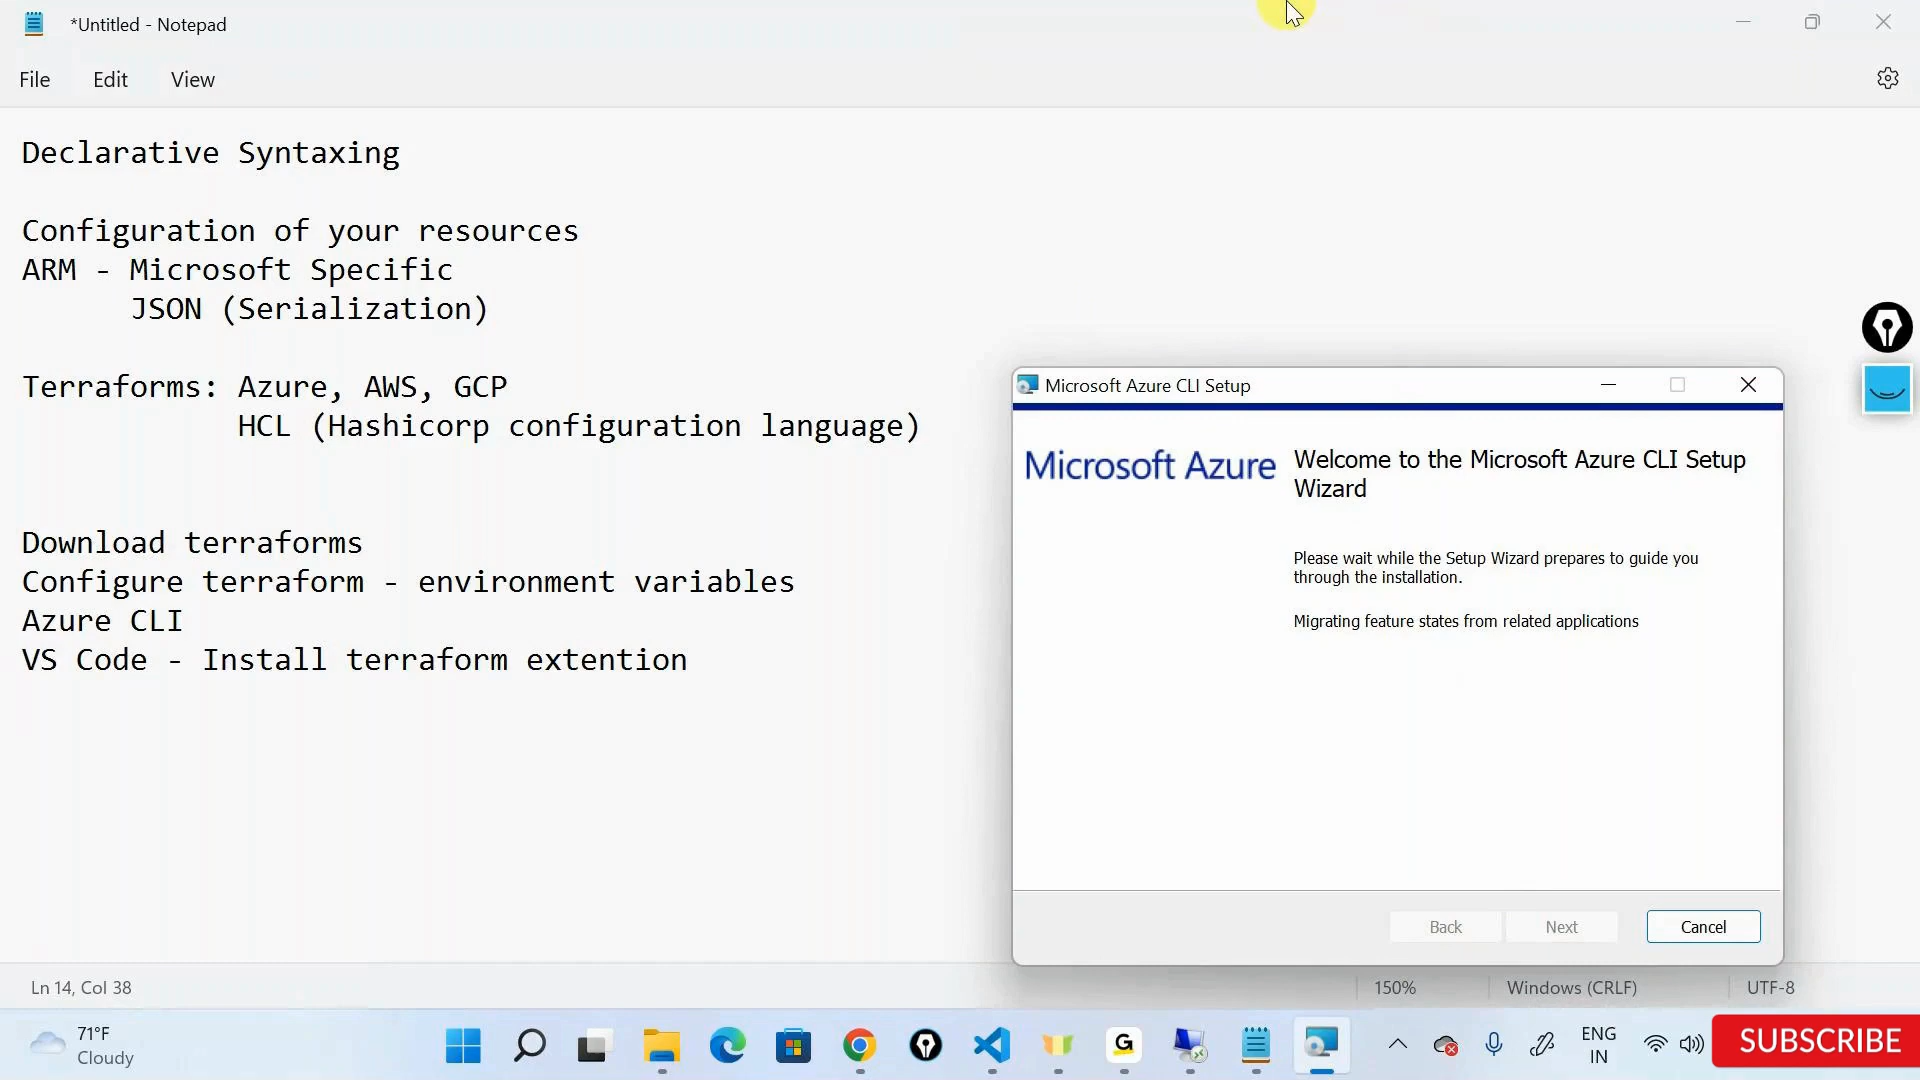 *Untitled - Notepad
File Edit View
Declarative Syntaxing
Configuration of your resources
ARM - Microsoft Specific
JSON (Serialization)
Terraforms: Azure, AWS, GCP
HCL (Hashicorp configuration language)
Download terraforms
Configure terraform - environment variables
Azure CLI
VS Code - Install terraform extention
Microsoft Azure CLI Setup
Microsoft Azure
Welcome to the Microsoft Azure CLI Setup
Wizard
Please wait while the Setup Wizard prepares to guide you
through the installation.
Migrating feature states from related applications
Back Next Cancel
Ln 14, Col 38 150% Windows (CRLF) UTF-8
71°F
Cloudy
G
ENG
IN
SUBSCRIBE